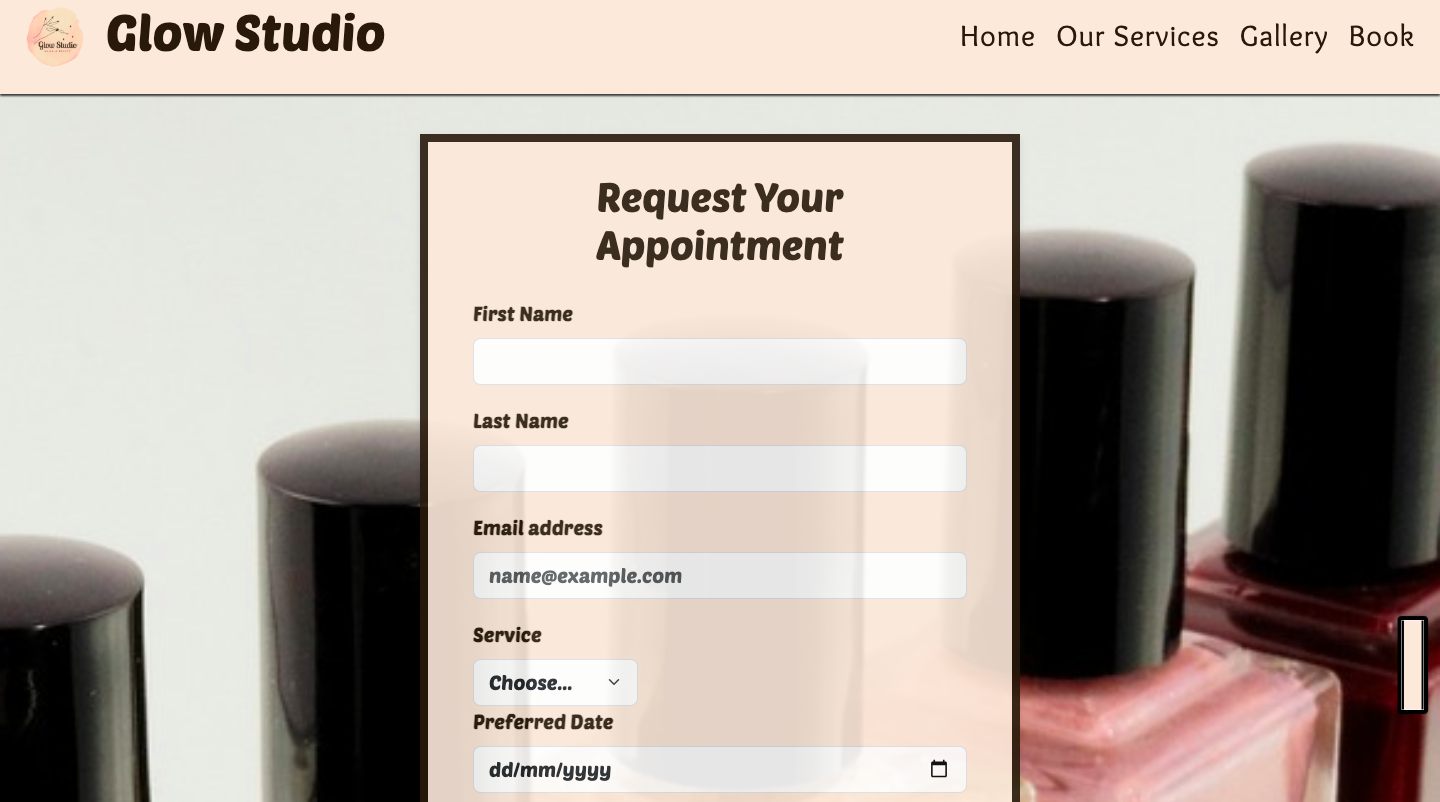 Glow Studio
Glow Studio
Home Our Services Gallery Book
Request Your
Appointment
First Name
Last Name
Email address
name@example.com
Service
Choose...
Preferred Date
dd/mm/yyyy